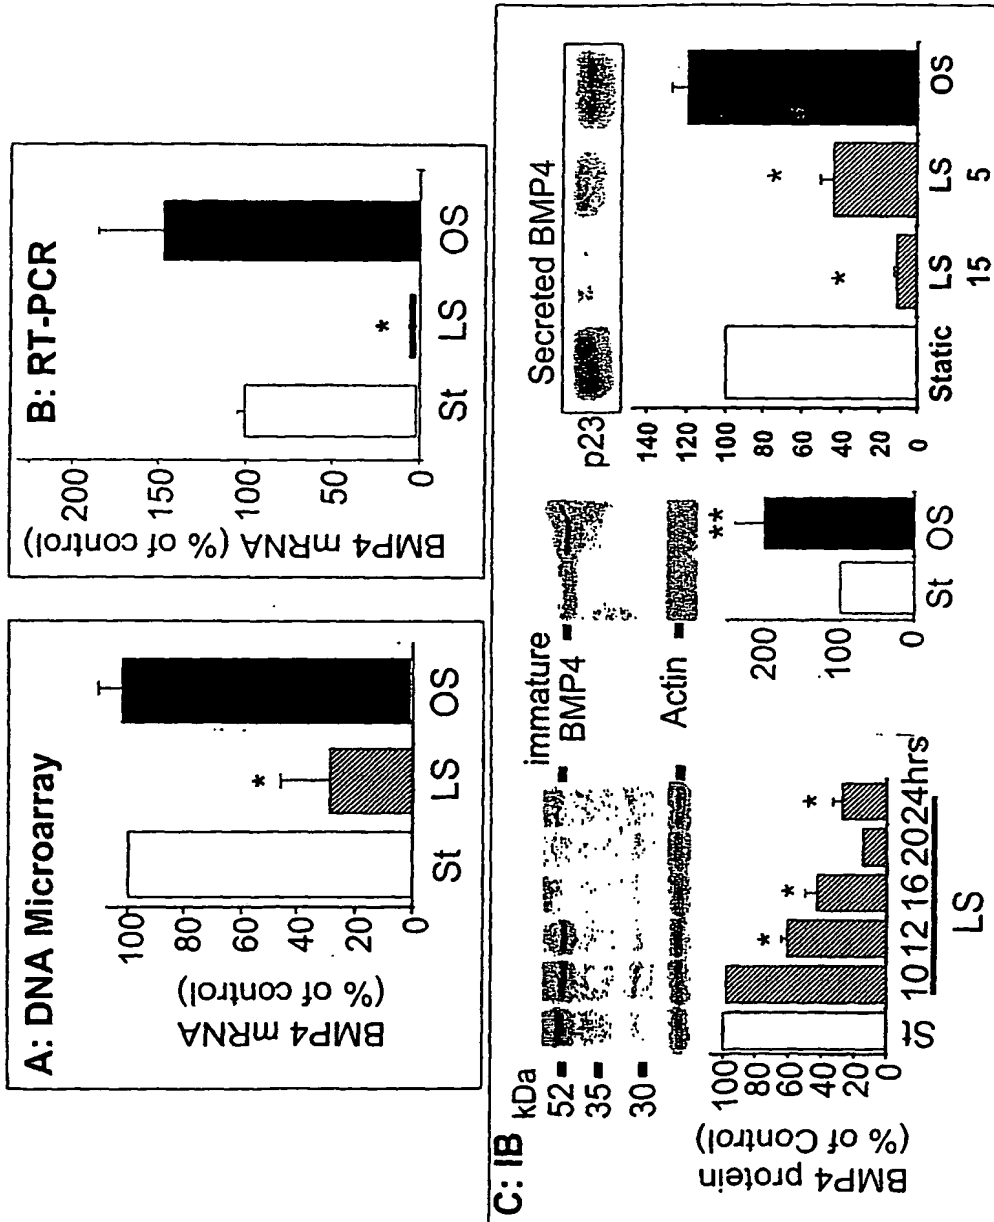 A: DNA Microarray
BMP4 mRNA
(% of control)
100
80
60
40
20
0
*
St
LS
OS
B: RT-PCR
BMP4 mRNA (% of control)
200
150
100
50
0
*
St
LS
OS
C: IB
kDa
52
35
30
immature
BMP4
Actin
BMP4 protein
(% of Control)
100
80
60
40
20
0
* * *
St 10 12 16 20 24hrs
LS
200
100
0
**
St OS
Secreted BMP4
p23
140
120
100
80
60
40
20
0
* *
Static LS LS OS
15 5